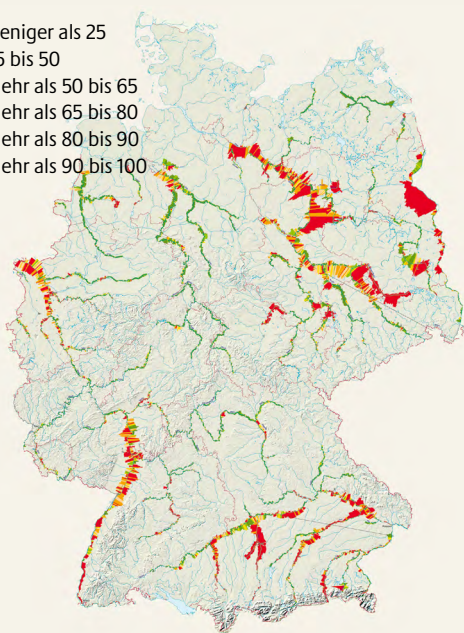 eniger als 25
5 bis 50
ehr als 50 bis 65
ehr als 65 bis 80
ehr als 80 bis 90
ehr als 90 bis 100